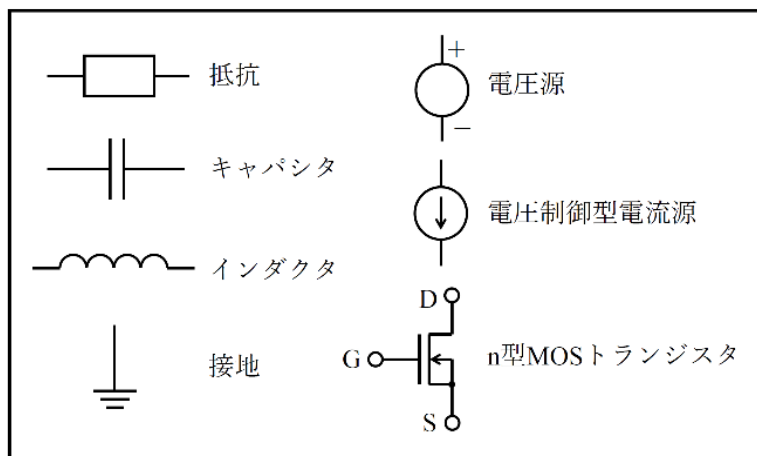 抵抗
キャパシタ
インダクタ
接地
+
電圧源
−
電圧制御型電流源
D
G
n型MOSトランジスタ
S